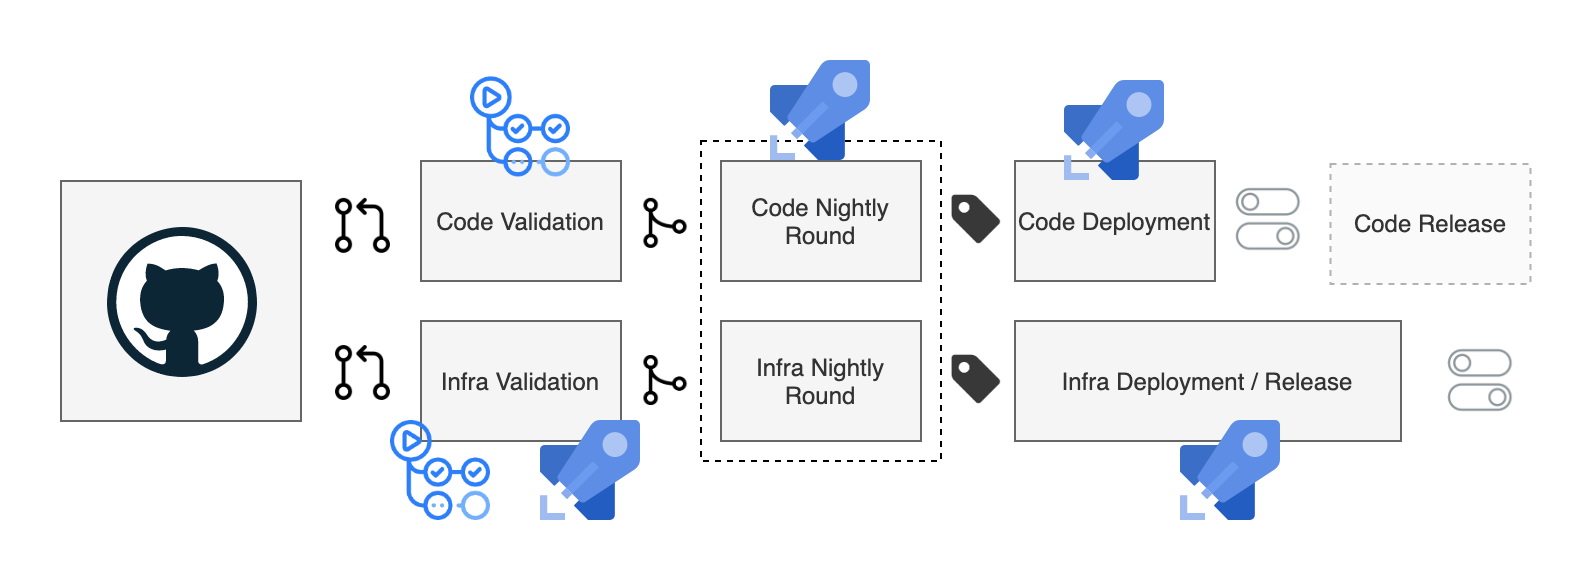 Code Validation
Code Nightly
Round
Code Deployment
Code Release
Infra Validation
Infra Nightly
Round
Infra Deployment / Release